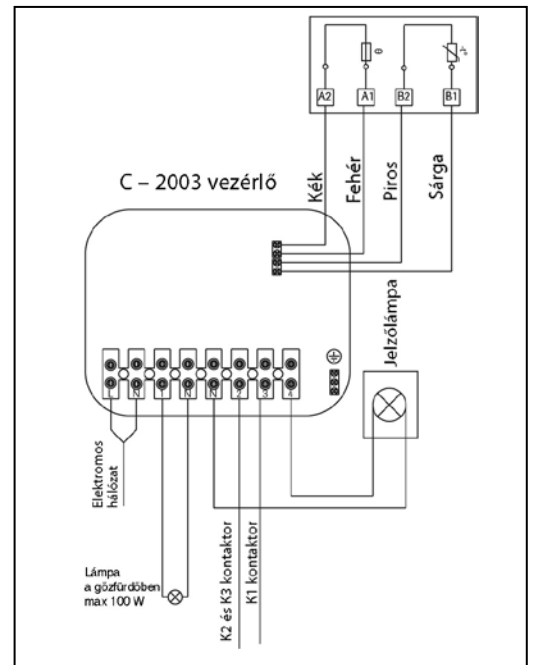 θ
A2 A1 B2 B1
Kék
Fehér
Piros
Sárga
C – 2003 vezérlő
Jelzőlámpa
L N 1 N N 2 3 4
Elektromos
hálózat
Lámpa
a gőzfürdőben
max 100 W
K2 és K3 kontaktor
K1 kontaktor